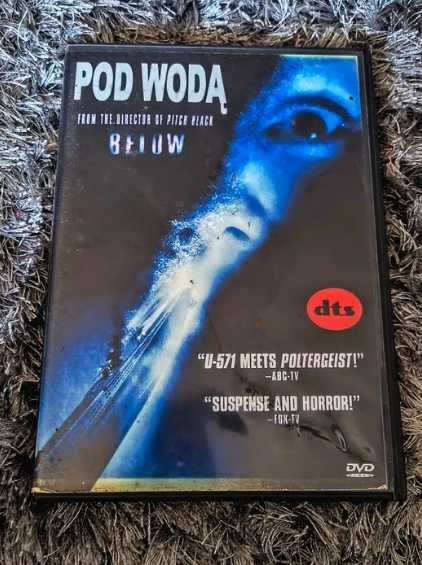 POD WODĄ
FROM THE DIRECTOR OF PITCH BLACK
BELOW
dts
“U-571 MEETS POLTERGEIST!”
–ABC-TV
“SUSPENSE AND HORROR!”
–FOX-TV
DVD